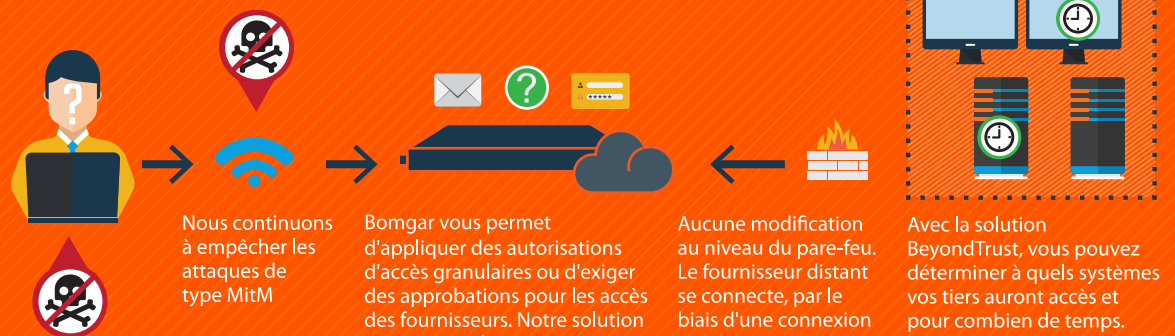 ?
?
*****
Nous continuons
à empêcher les
attaques de
type MitM
Bomgar vous permet
d'appliquer des autorisations
d'accès granulaires ou d'exiger
des approbations pour les accès
des fournisseurs. Notre solution
Aucune modification
au niveau du pare-feu.
Le fournisseur distant
se connecte, par le
biais d'une connexion
Avec la solution
BeyondTrust, vous pouvez
déterminer à quels systèmes
vos tiers auront accès et
pour combien de temps.